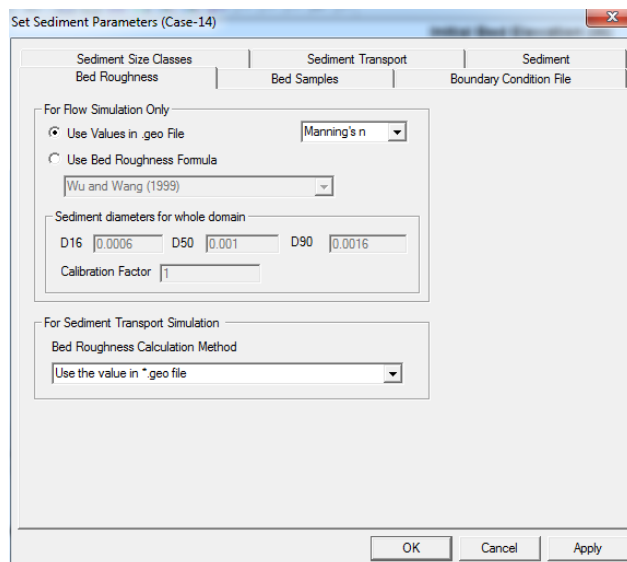 Set Sediment Parameters (Case-14)
Sediment Size Classes Sediment Transport Sediment
Bed Roughness Bed Samples Boundary Condition File
For Flow Simulation Only
Use Values in .geo File Manning's n
Use Bed Roughness Formula
Wu and Wang (1999)
Sediment diameters for whole domain
D16 0.0006 D50 0.001 D90 0.0016
Calibration Factor 1
For Sediment Transport Simulation
Bed Roughness Calculation Method
Use the value in *.geo file
OK Cancel Apply